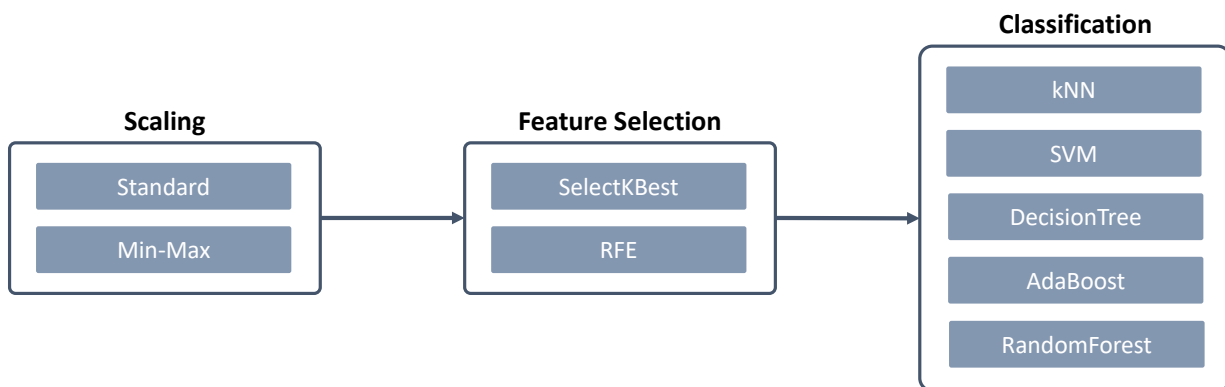 Scaling
Standard
Min-Max
Feature Selection
SelectKBest
RFE
Classification
kNN
SVM
DecisionTree
AdaBoost
RandomForest